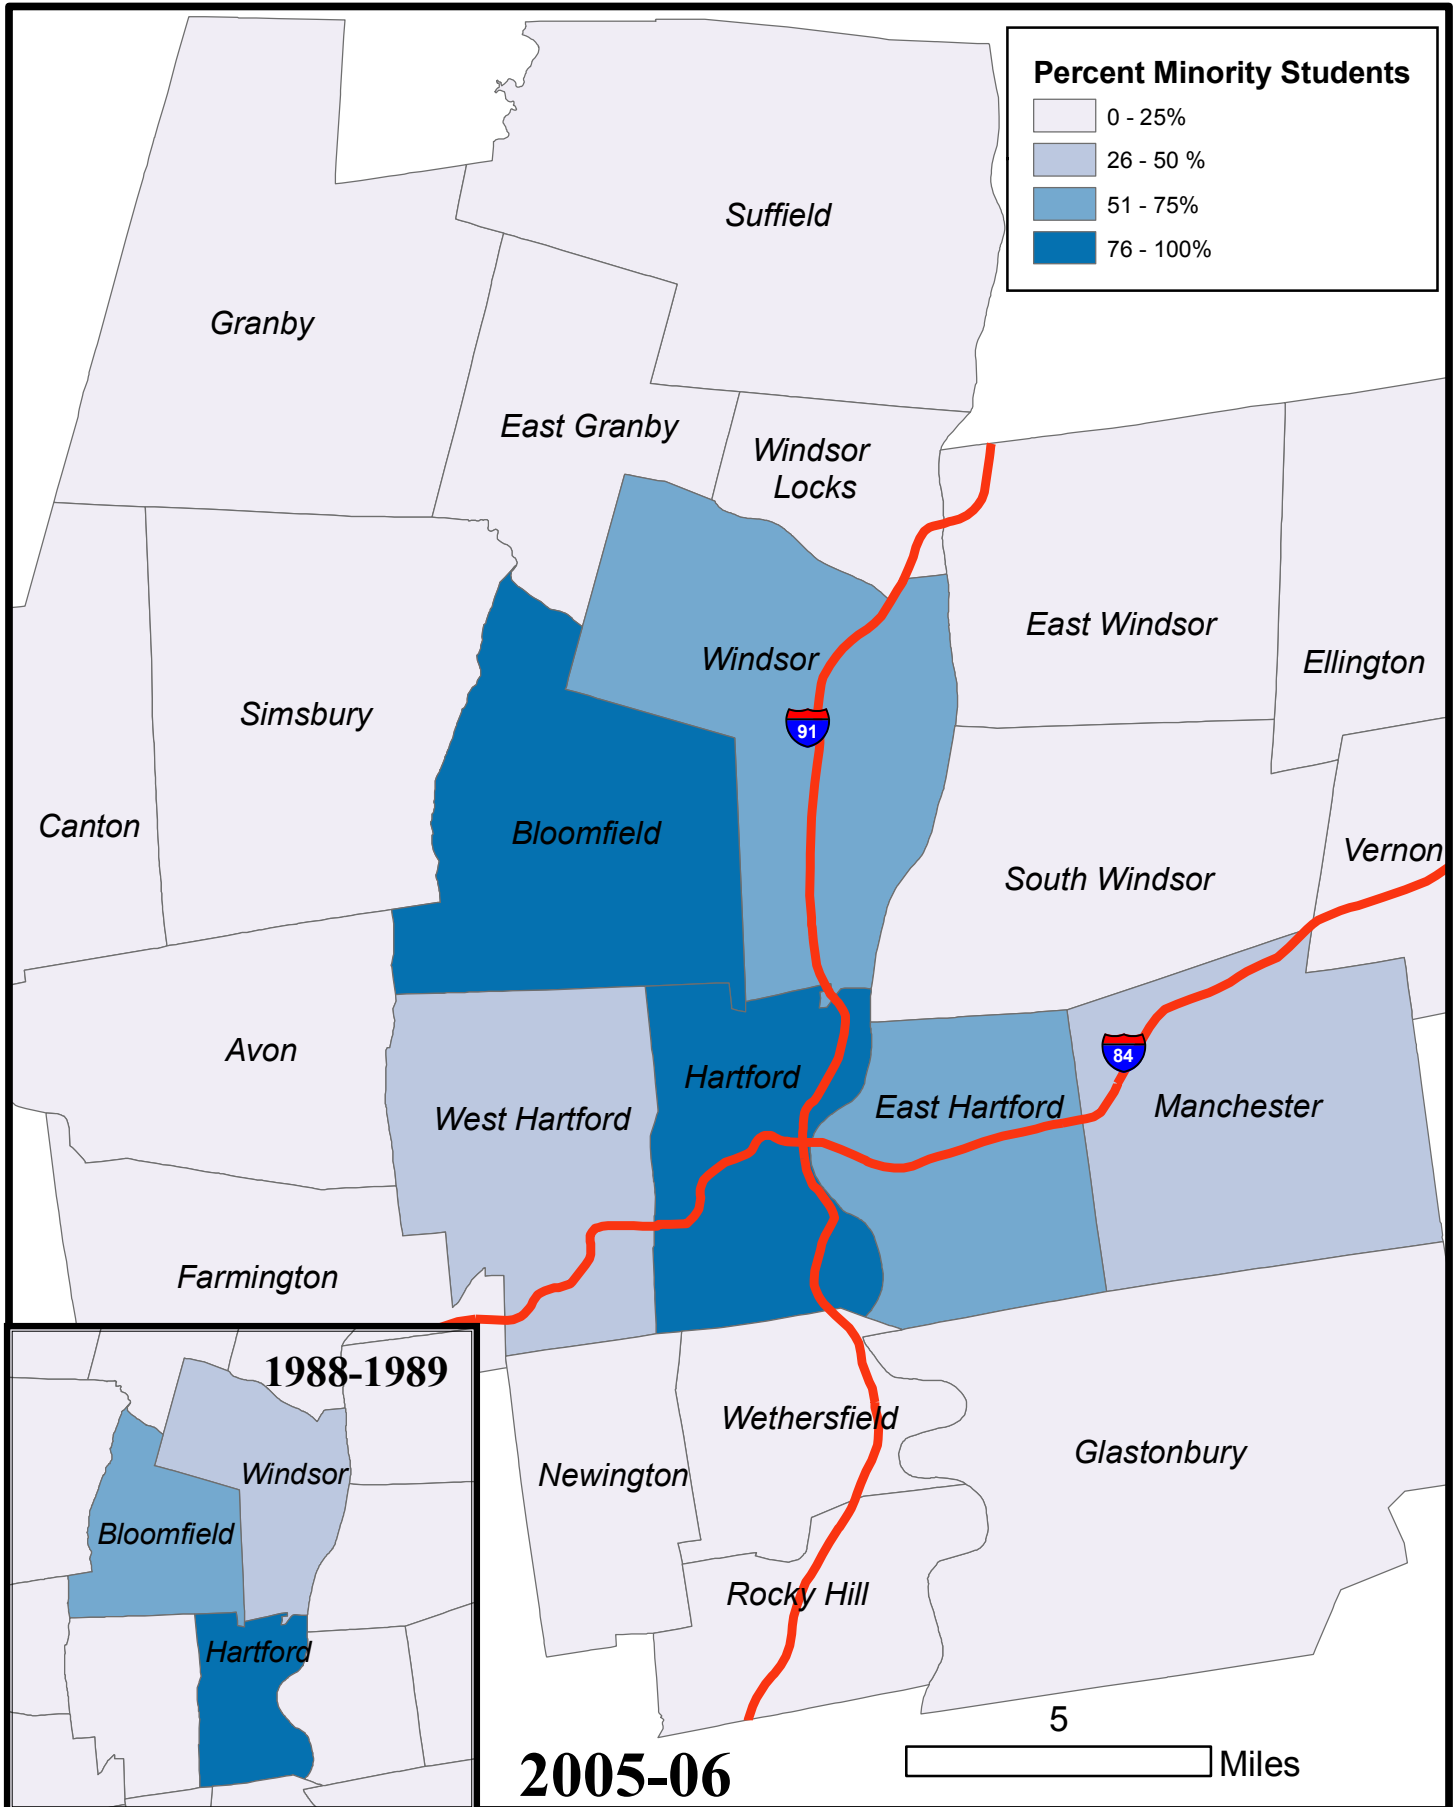 Percent Minority Students
0 - 25%
26 - 50 %
51 - 75%
76 - 100%
Suffield
Granby
East Granby
Windsor
Locks
East Windsor
Ellington
Windsor
Simsbury
91
Canton
Bloomfield
Vernon
South Windsor
Avon
84
Hartford
East Hartford
Manchester
West Hartford
Farmington
1988-1989
Windsor
Bloomfield
Hartford
Wethersfield
Glastonbury
Newington
Rocky Hill
5
Miles
2005-06